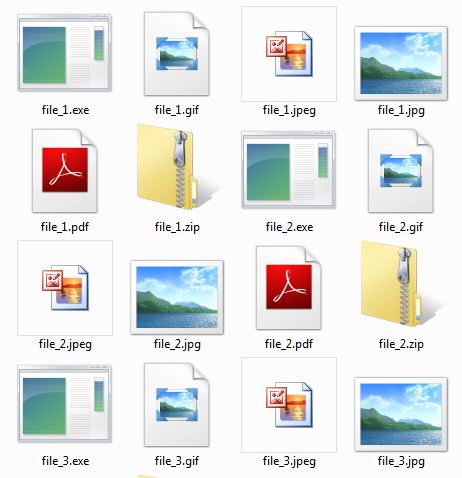 file_1.exe file_1.gif file_1.jpeg file_1.jpg
file_1.pdf file_1.zip file_2.exe file_2.gif
file_2.jpeg file_2.jpg file_2.pdf file_2.zip
file_3.exe file_3.gif file_3.jpeg file_3.jpg